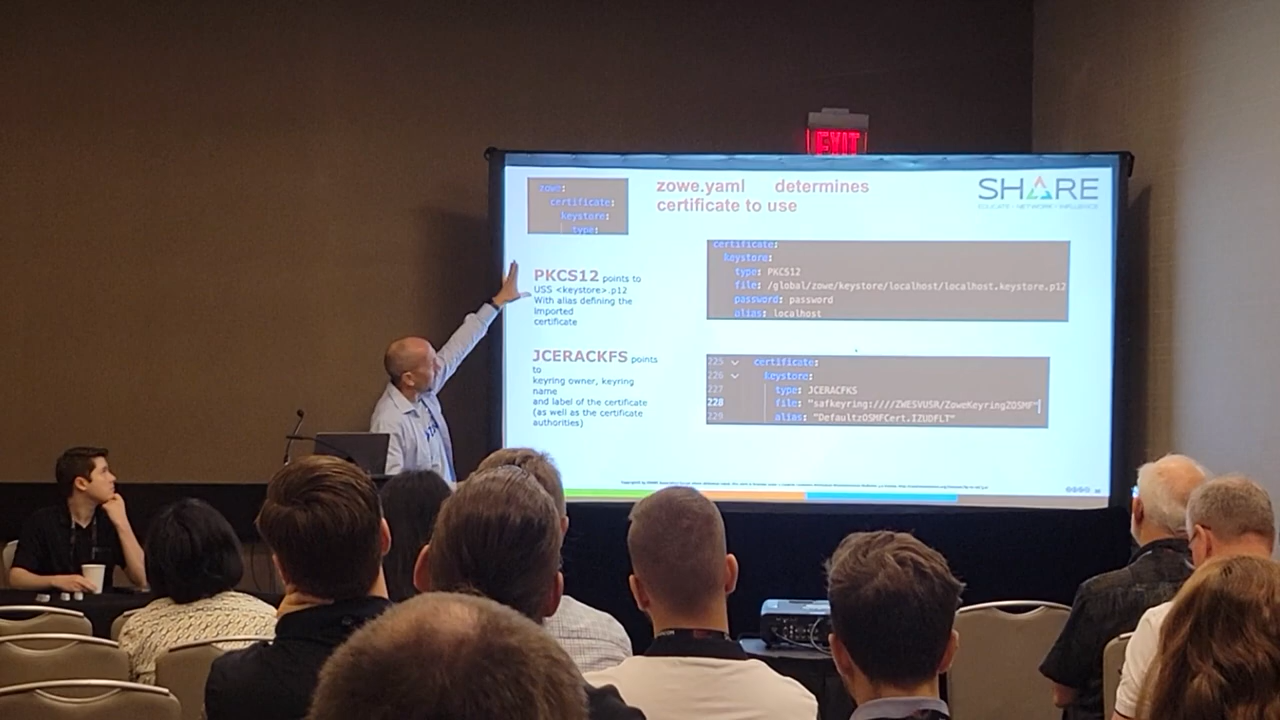 EXIT
zowe:
certificate:
keystore:
type:
zowe.yaml determines
certificate to use
SHARE
EDUCATE • NETWORK • INFLUENCE
PKCS12 points to
USS <keystore>.p12
With alias defining the
imported
certificate
certificate:
keystore:
type: PKCS12
file: /global/zowe/keystore/localhost/localhost.keystore.p12
password: password
alias: localhost
JCERACKFS points
to
keyring owner, keyring
name
and label of the certificate
(as well as the certificate
authorities)
225 certificate:
226 keystore:
227 type: JCERACFKS
228 file: "safkeyring:////ZWESVUSR/ZoweKeyringZOSMF"
229 alias: "DefaultzOSMFCert.IZUDFLT"